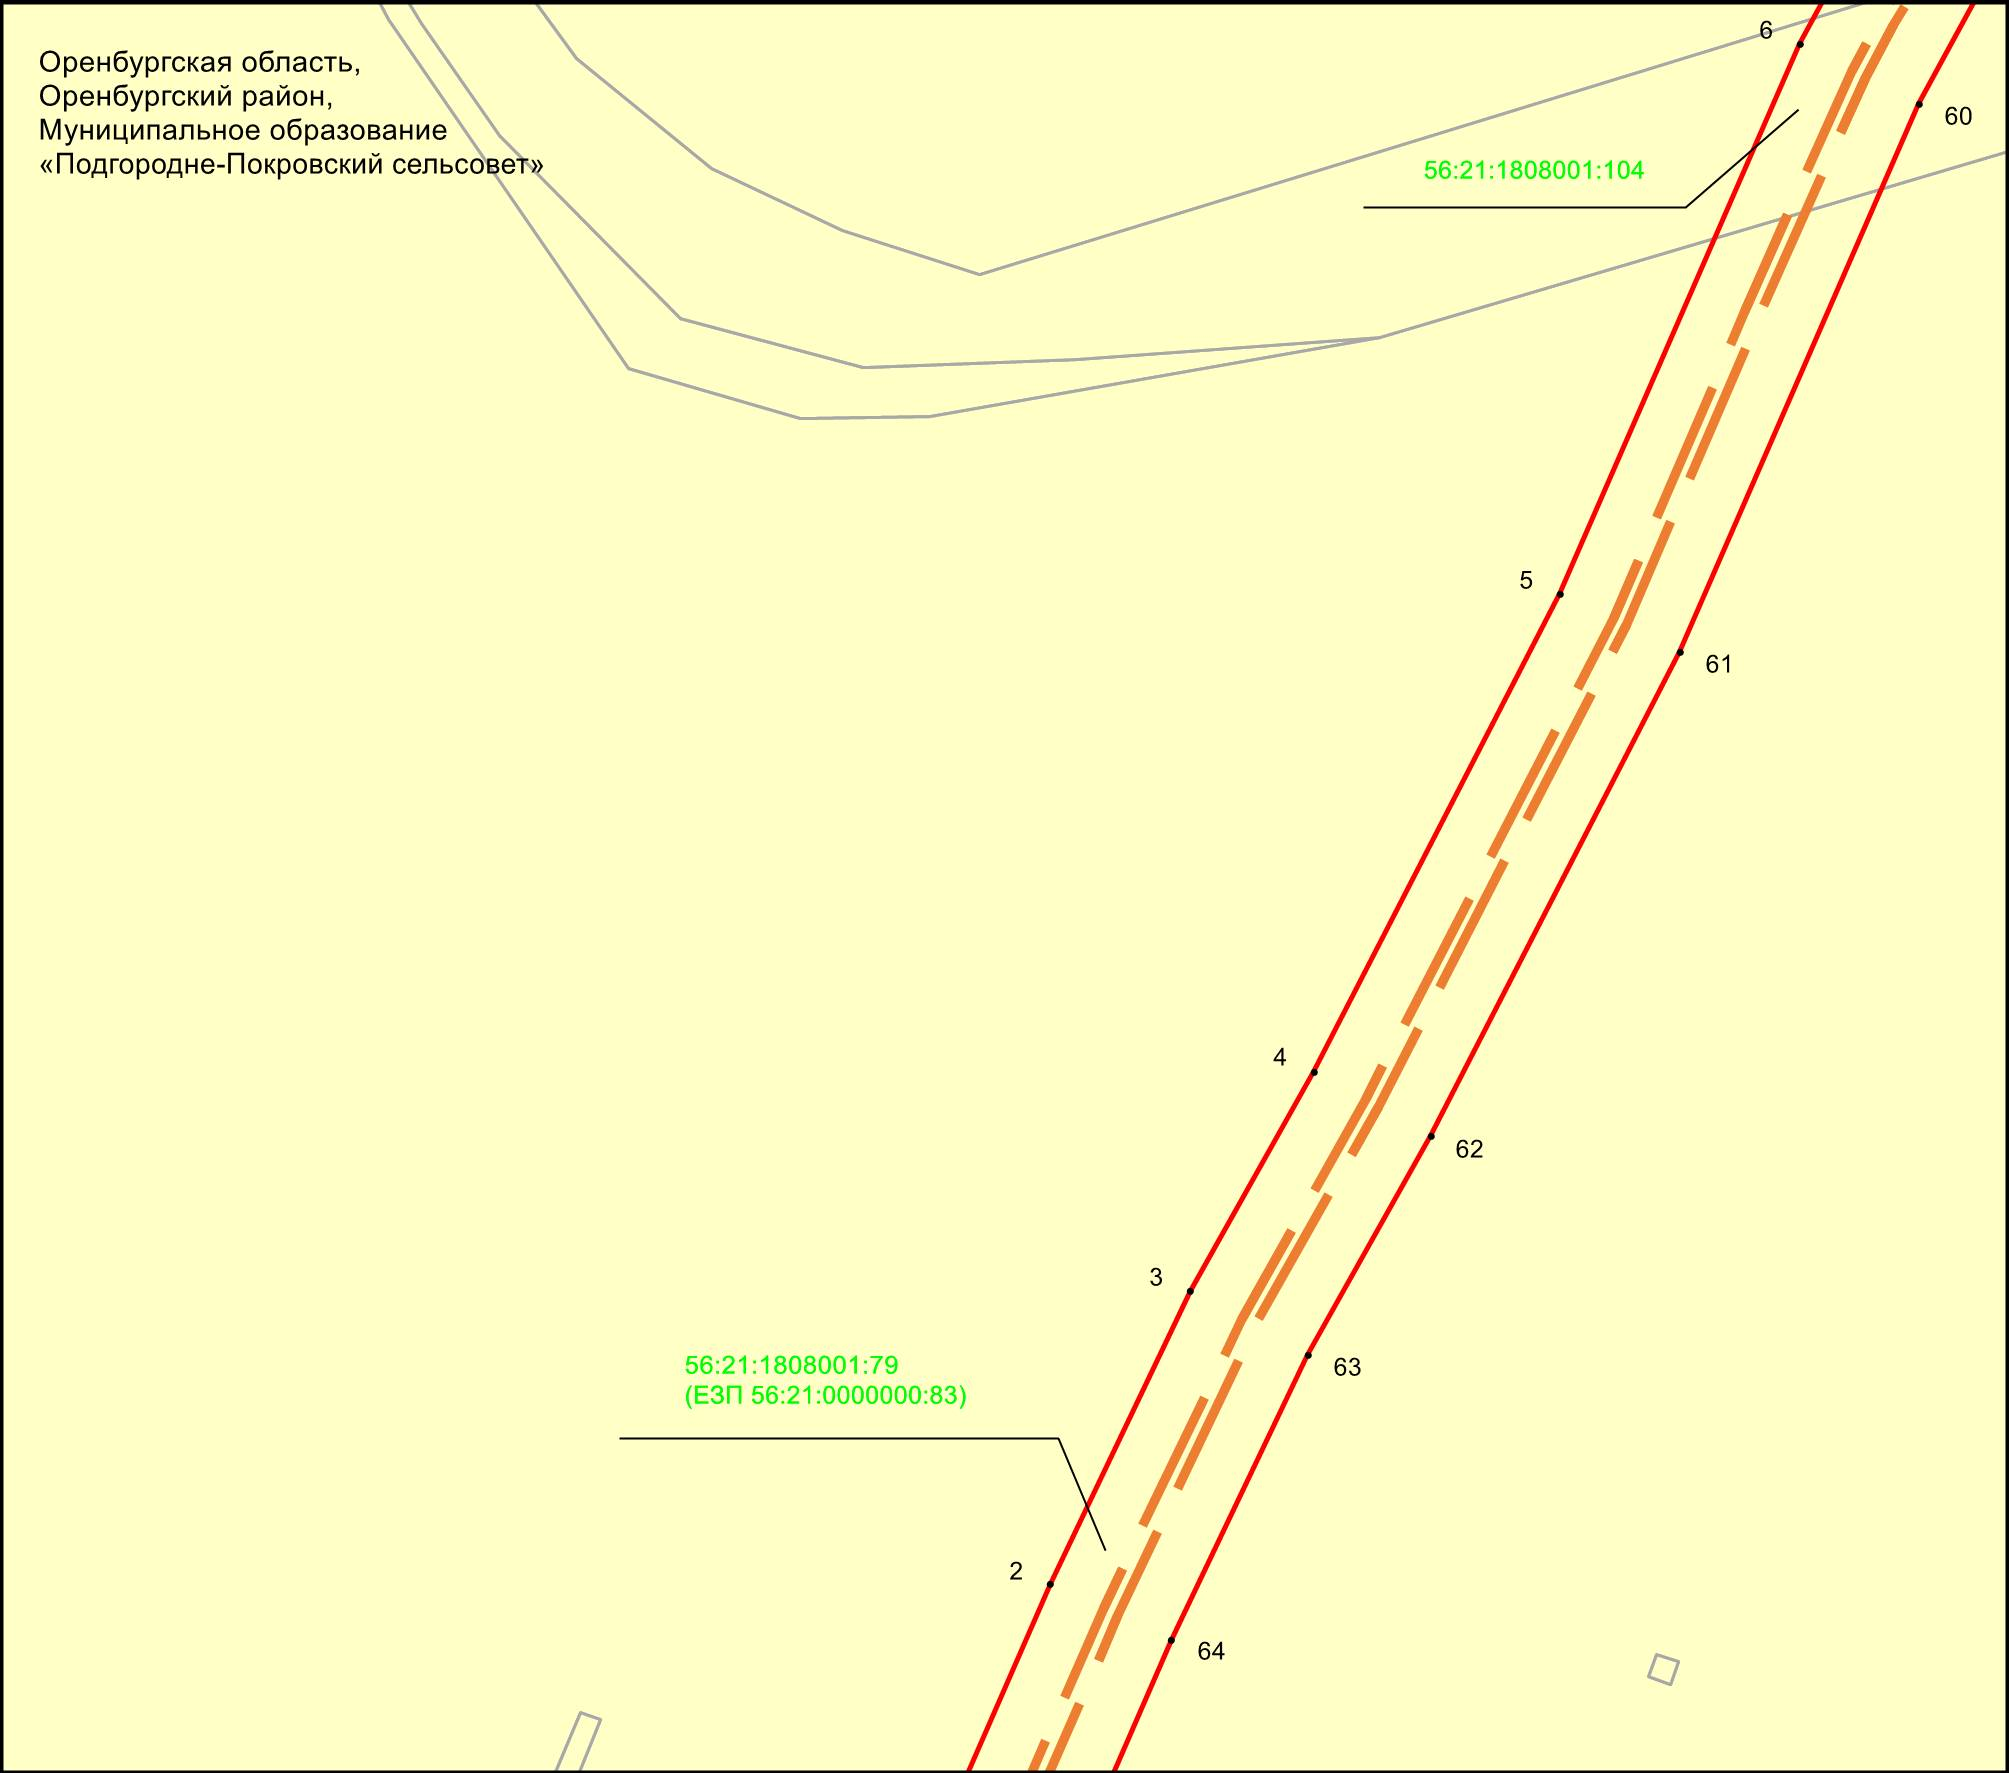 Оренбургская область,
Оренбургский район,
Муниципальное образование
«Подгородне-Покровский сельсовет»
6
60
56:21:1808001:104
5
61
4
62
3
63
56:21:1808001:79
(ЕЗП 56:21:0000000:83)
2
64